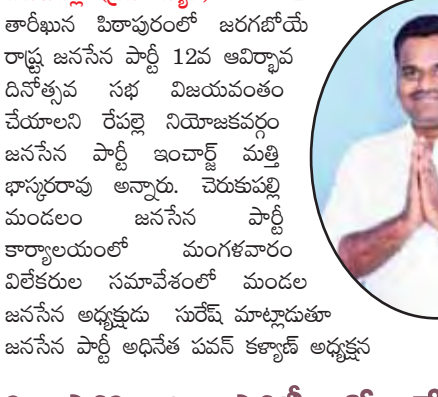 తారీఖున పిఠాపురంలో జరగబోయే
రాష్ట్ర జనసేన పార్టీ 12వ ఆవిర్భావ
దినోత్సవ సభ విజయవంతం
చేయాలని రేపల్లె నియోజకవర్గం
జనసేన పార్టీ ఇంచార్జ్ మత్తి
భాస్కరరావు అన్నారు. చెరుకుపల్లి
మండలం జనసేన పార్టీ
కార్యాలయంలో మంగళవారం
విలేకరుల సమావేశంలో మండల
జనసేన అధ్యక్షుడు సురేష్ మాట్లాడుతూ
జనసేన పార్టీ అధినేత పవన్ కళ్యాణ్ అధ్యక్షన